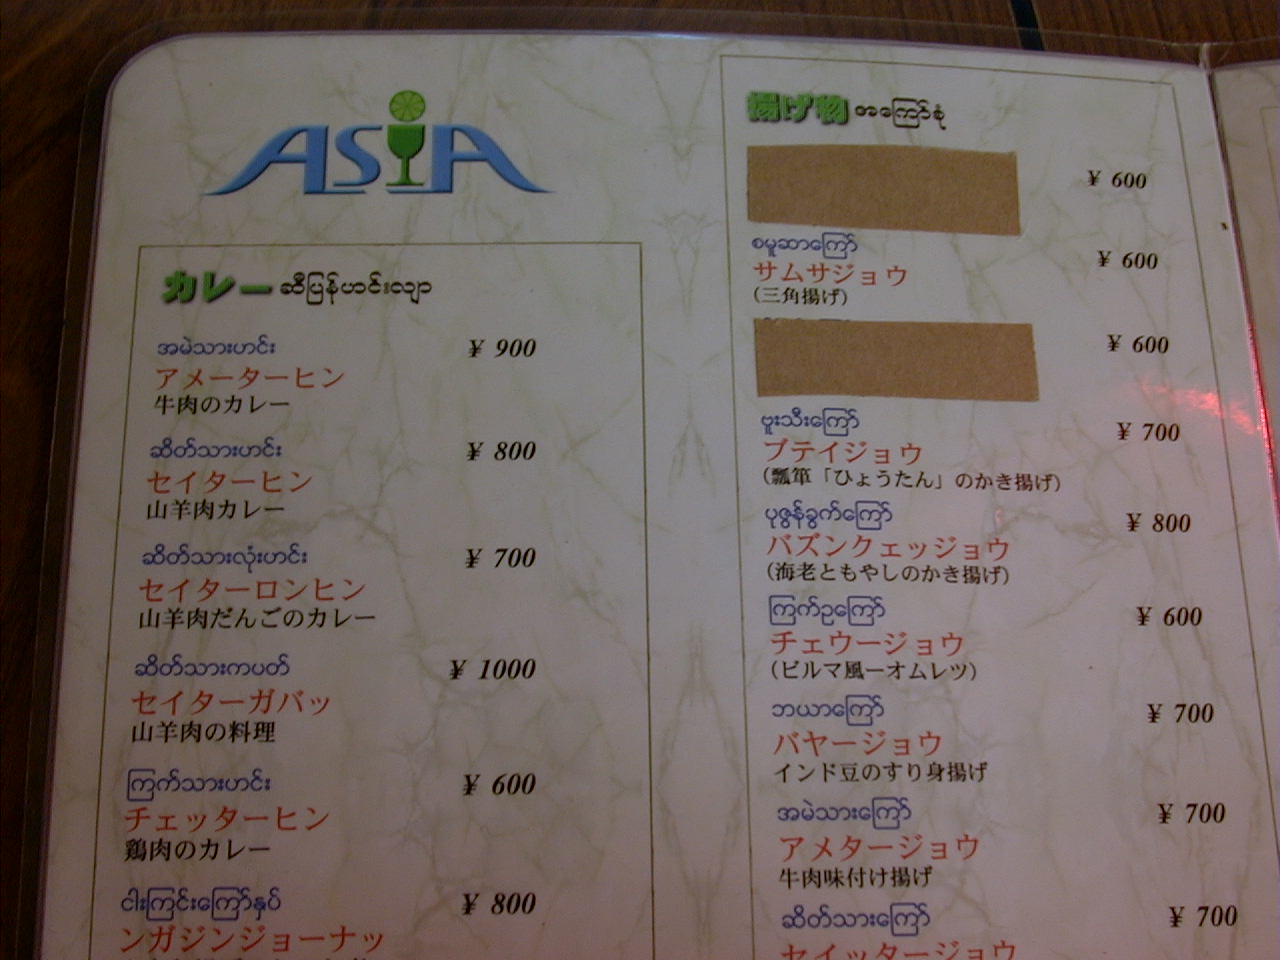 ASIA
カレー ဆီပြန်ဟင်းလျာ
အမဲသားဟင်း ¥ 900
アメーターヒン
牛肉のカレー
ဆိတ်သားဟင်း ¥ 800
セイターヒン
山羊肉カレー
ဆိတ်သားလုံးဟင်း ¥ 700
セイターロンヒン
山羊肉だんごのカレー
ဆိတ်သားကပတ် ¥ 1000
セイターガバッ
山羊肉の料理
ကြက်သားဟင်း ¥ 600
チェッターヒン
鶏肉のカレー
ငါးကြင်းကြော်နှပ် ¥ 800
ンガジンジョーナッ
揚げ物 အကြော်စုံ
¥ 600
စမူဆာကြော် ¥ 600
サムサジョウ
(三角揚げ)
¥ 600
ဗူးသီးကြော် ¥ 700
ブテイジョウ
(瓢箪「ひょうたん」のかき揚げ)
ပုဇွန်ခွက်ကြော် ¥ 800
バズンクェッジョウ
(海老ともやしのかき揚げ)
ကြက်ဥကြော် ¥ 600
チェウージョウ
(ビルマ風ーオムレツ)
ဘယာကြော် ¥ 700
バヤージョウ
インド豆のすり身揚げ
အမဲသားကြော် ¥ 700
アメタージョウ
牛肉味付け揚げ
ဆိတ်သားကြော် ¥ 700
セイッタージョウ